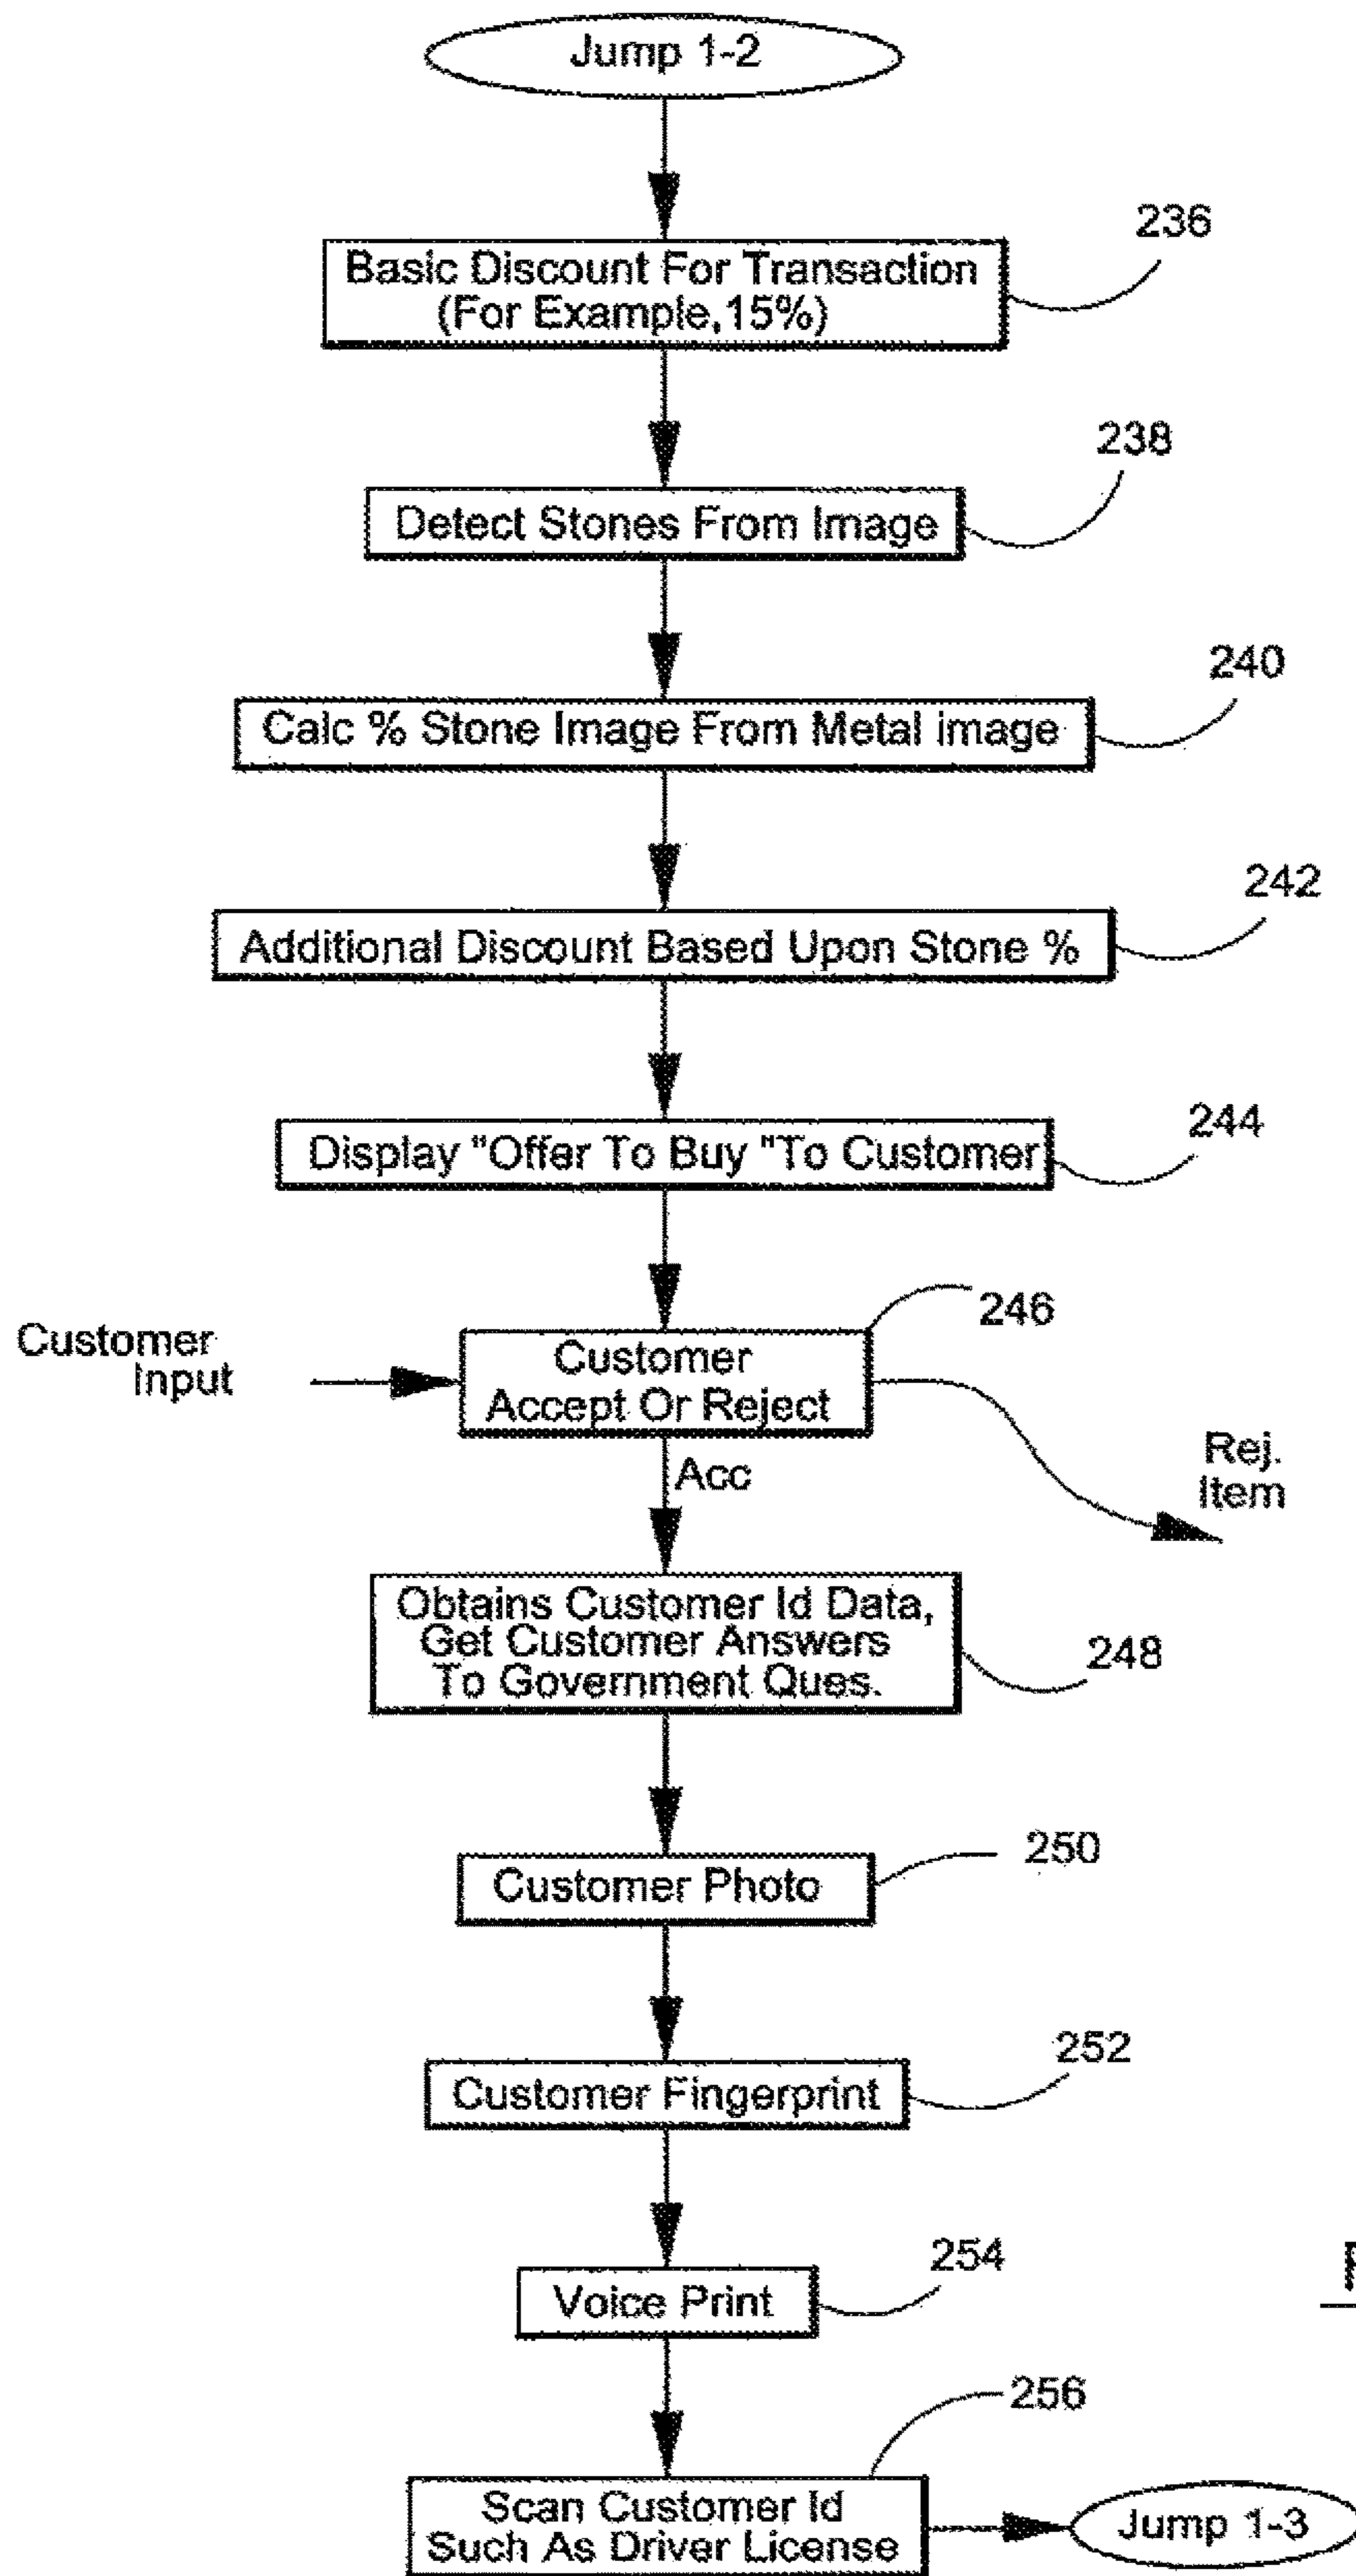 Jump 1-2
236
Basic Discount For Transaction
(For Example,15%)
238
Detect Stones From Image
240
Calc % Stone Image From Metal image
242
Additional Discount Based Upon Stone %
244
Display "Offer To Buy "To Customer
246
Customer
Input
Customer
Accept Or Reject
Rej.
Item
Acc
Obtains Customer Id Data,
Get Customer Answers
To Government Ques.
248
250
Customer Photo
252
Customer Fingerprint
254
Voice Print
256
Scan Customer Id
Such As Driver License
Jump 1-3